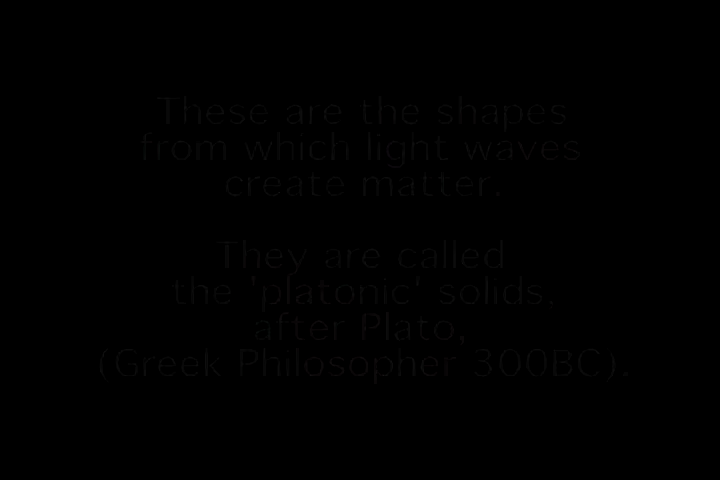 These are the shapes
from which light waves
create matter.
They are called
the 'platonic' solids,
after Plato,
(Greek Philosopher 300BC).